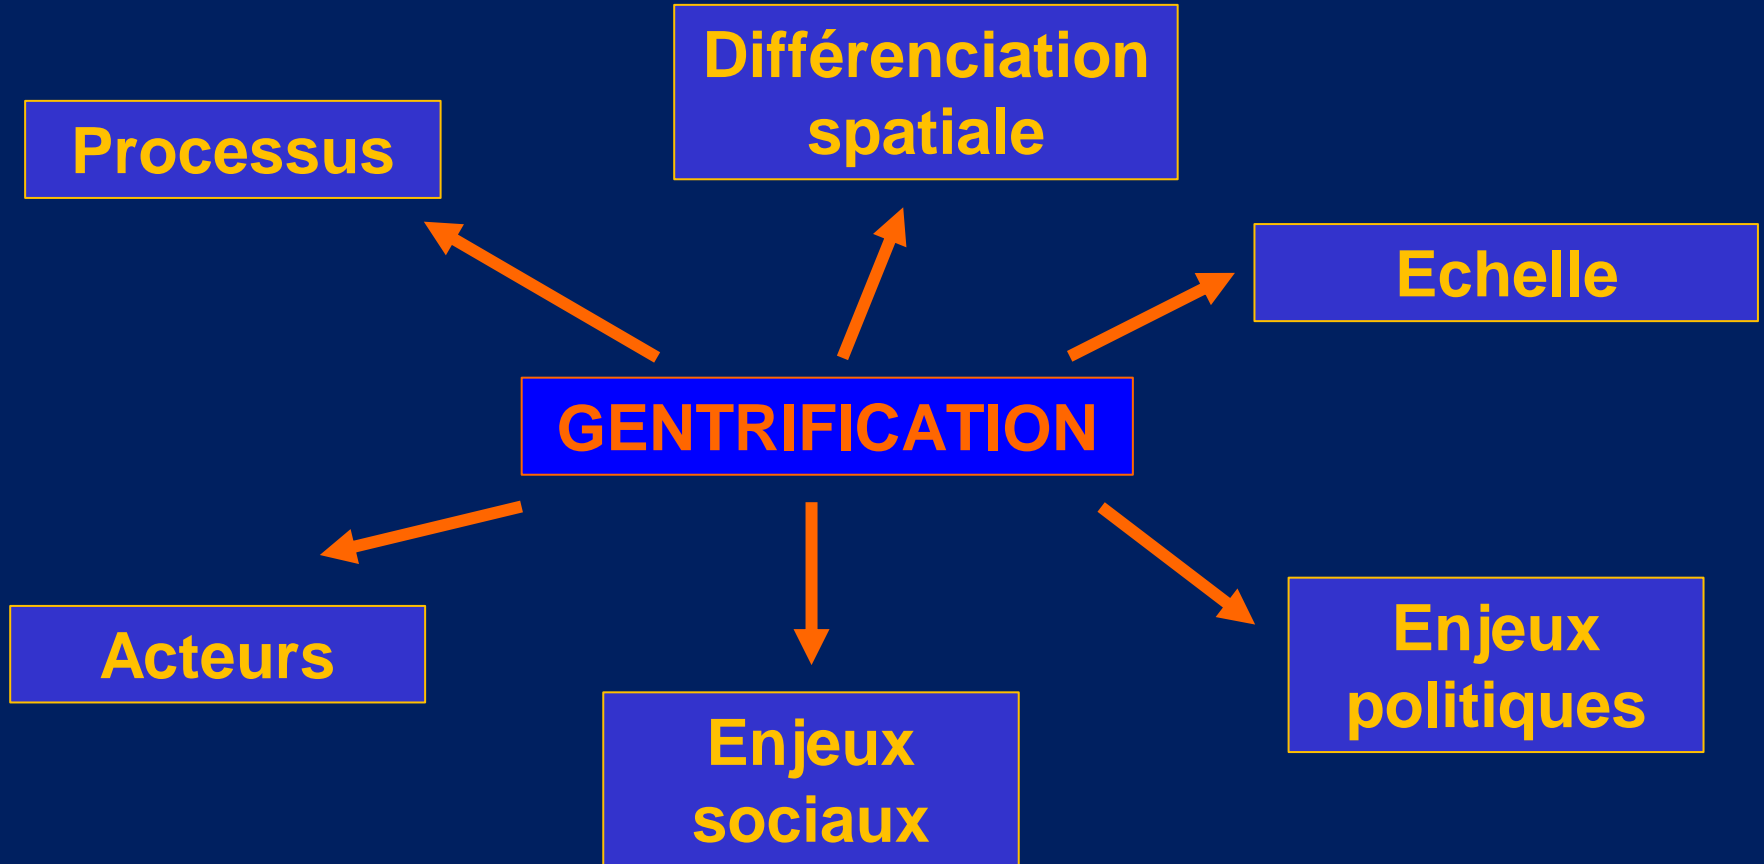 Différenciation
spatiale
Processus
Echelle
GENTRIFICATION
Acteurs
Enjeux
politiques
Enjeux
sociaux